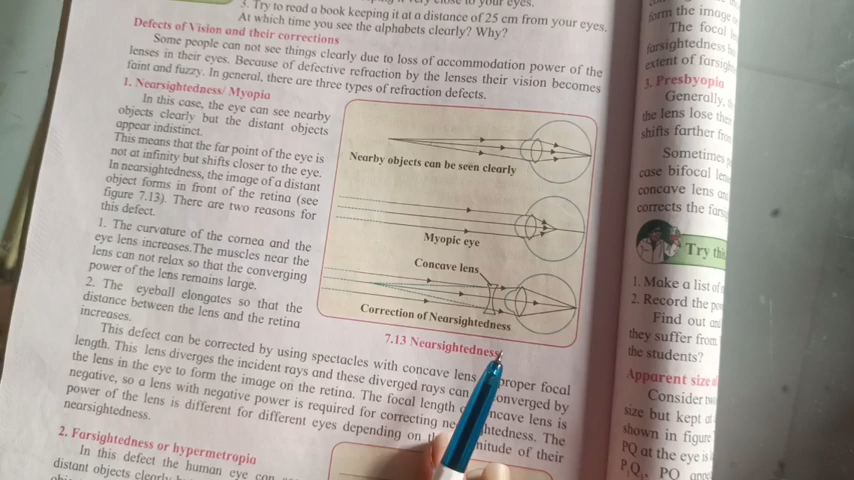 3. Try to read a book keeping it at a distance of 25 cm from your eyes.
At which time you see the alphabets clearly? Why?
Defects of Vision and their corrections
Some people can not see things clearly due to loss of accommodation power of the
lenses in their eyes. Because of defective refraction by the lenses their vision becomes
faint and fuzzy. In general, there are three types of refraction defects.
1. Nearsightedness/ Myopia
In this case, the eye can see nearby
objects clearly but the distant objects
appear indistinct.
This means that the far point of the eye is
not at infinity but shifts closer to the eye.
In nearsightedness, the image of a distant
object forms in front of the retina (see
figure 7.13). There are two reasons for
this defect.
1. The curvature of the cornea and the
eye lens increases.The muscles near the
lens can not relax so that the converging
power of the lens remains large.
2. The eyeball elongates so that the
distance between the lens and the retina
increases.
Nearby objects can be seen clearly
Myopic eye
Concave lens
Correction of Nearsightedness
7.13 Nearsightedness
This defect can be corrected by using spectacles with concave lens proper focal
length. This lens diverges the incident rays and these diverged rays can converged by
the lens in the eye to form the image on the retina. The focal length concave lens is
negative, so a lens with negative power is required for correcting The
power of the lens is different for different eyes depending on of their
nearsightedness.
2. Farsightedness or hypermetropia
In this defect the human eye can
distant objects clearly
form the image
The focal
farsightedness
extent of
3. Presbyopia
Generally,
the lens lose
shifts farther
Sometimes
case bifocal
concave lens
corrects the
Try
1. Make a list of
2. Record the
Find out
they suffer from
the students?
Apparent size
Consider
size but kept
shown in figure
PQ at the eye is
PQ